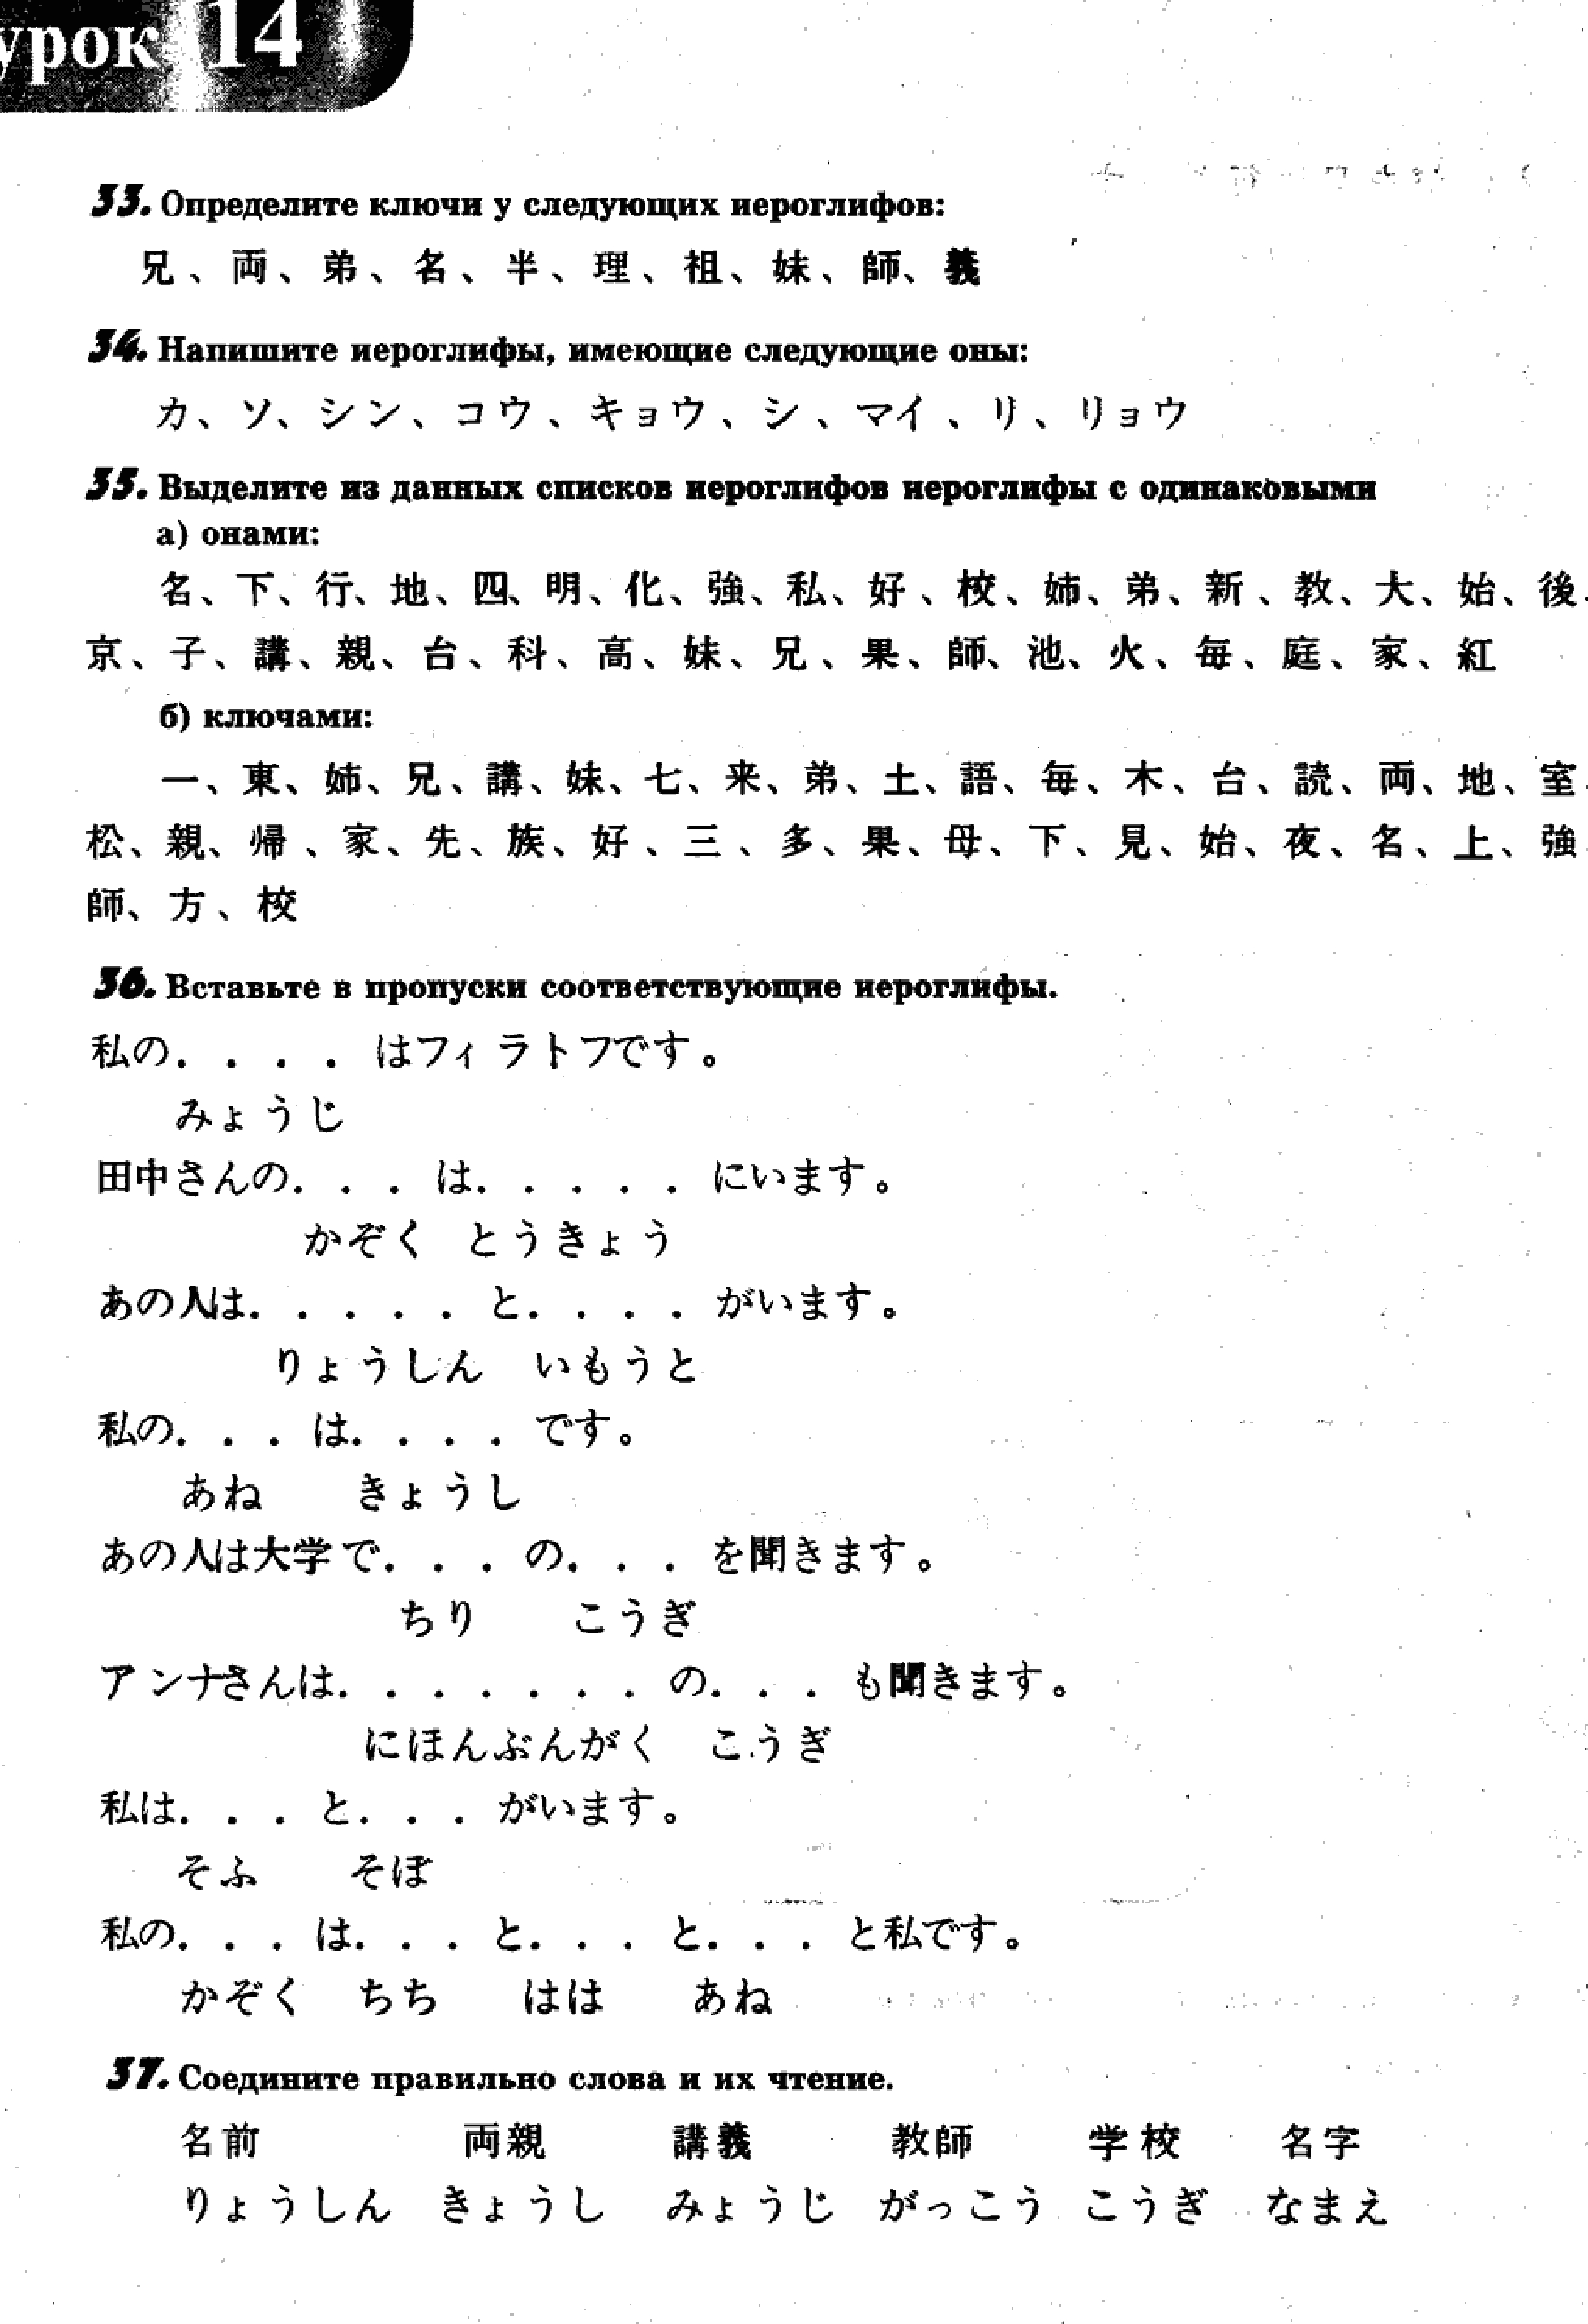 урок 14
33. Определите ключи у следующих иероглифов:
兄、両、弟、名、半、理、祖、妹、師、義
34. Напишите иероглифы, имеющие следующие оны:
カ、ソ、シン、コウ、キョウ、シ、マイ、リ、リョウ
35. Выделите из данных списков иероглифов иероглифы с одинаковыми
а) онами:
名、下、行、地、四、明、化、強、私、好、校、姉、弟、新、教、大、始、後、
京、子、講、親、台、科、高、妹、兄、果、師、池、火、毎、庭、家、紅
б) ключами:
一、東、姉、兄、講、妹、七、来、弟、土、語、毎、木、台、読、両、地、室、
松、親、帰、家、先、族、好、三、多、果、母、下、見、始、夜、名、上、強、
師、方、校
36. Вставьте в пропуски соответствующие иероглифы.
私の. . . . はフィラトフです。
みょうじ
田中さんの. . . は. . . . . にいます。
かぞく とうきょう
あの人は. . . . . と. . . . がいます。
りょうしん いもうと
私の. . . は. . . . です。
あね きょうし
あの人は大学で. . . の. . . を聞きます。
ちり こうぎ
アンナさんは. . . . . . . の. . . も聞きます。
にほんぶんがく こうぎ
私は. . . と. . . がいます。
そふ そぼ
私の. . . は. . . と. . . と. . . と私です。
かぞく ちち はは あね
37. Соедините правильно слова и их чтение.
名前 両親 講義 教師 学校 名字
りょうしん きょうし みょうじ がっこう こうぎ なまえ